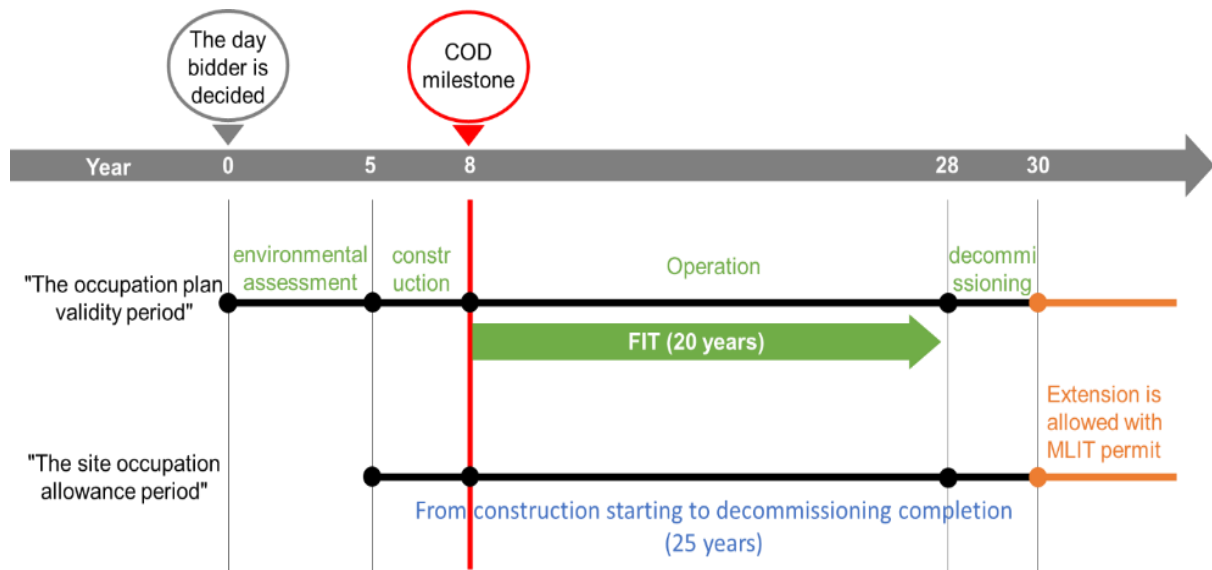 The day
bidder is
decided
COD
milestone
Year 0 5 8 28 30
environmental
assessment
constr
uction
Operation
decommi
ssioning
"The occupation plan
validity period"
FIT (20 years)
Extension is
allowed with
MLIT permit
"The site occupation
allowance period"
From construction starting to decommissioning completion
(25 years)